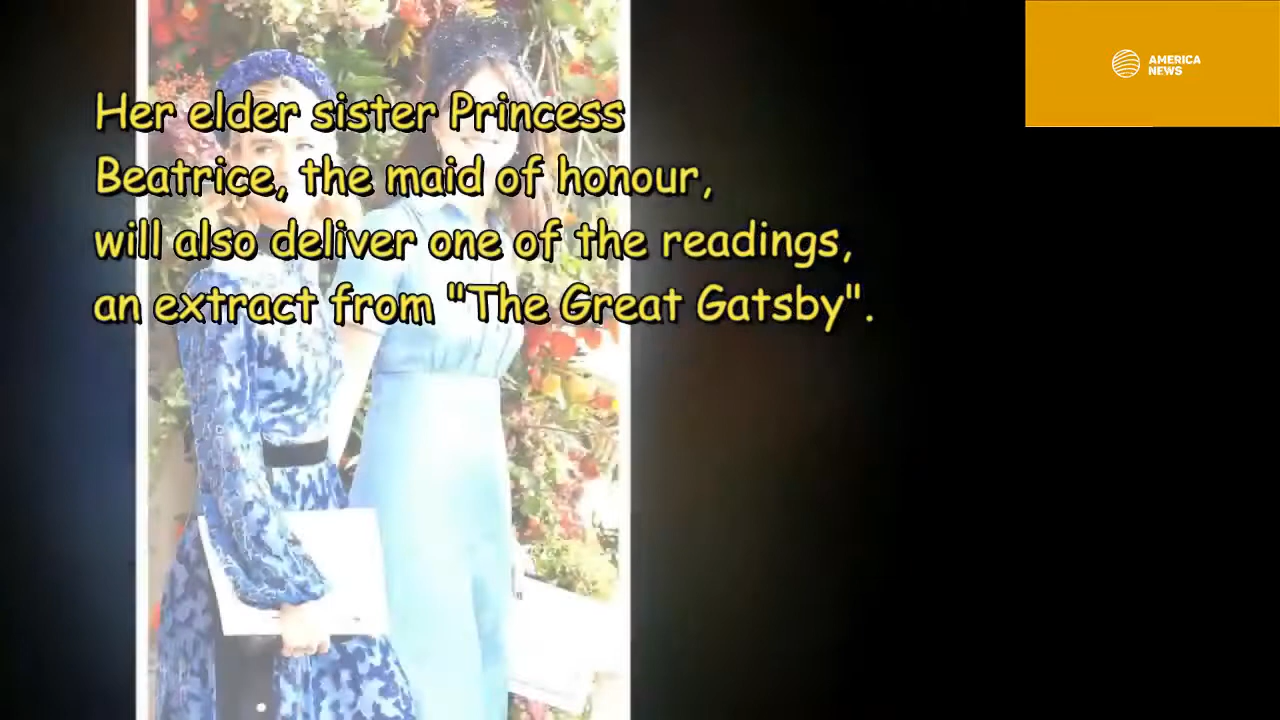 Her elder sister Princess
Beatrice, the maid of honour,
will also deliver one of the readings,
an extract from "The Great Gatsby".
AMERICA
NEWS